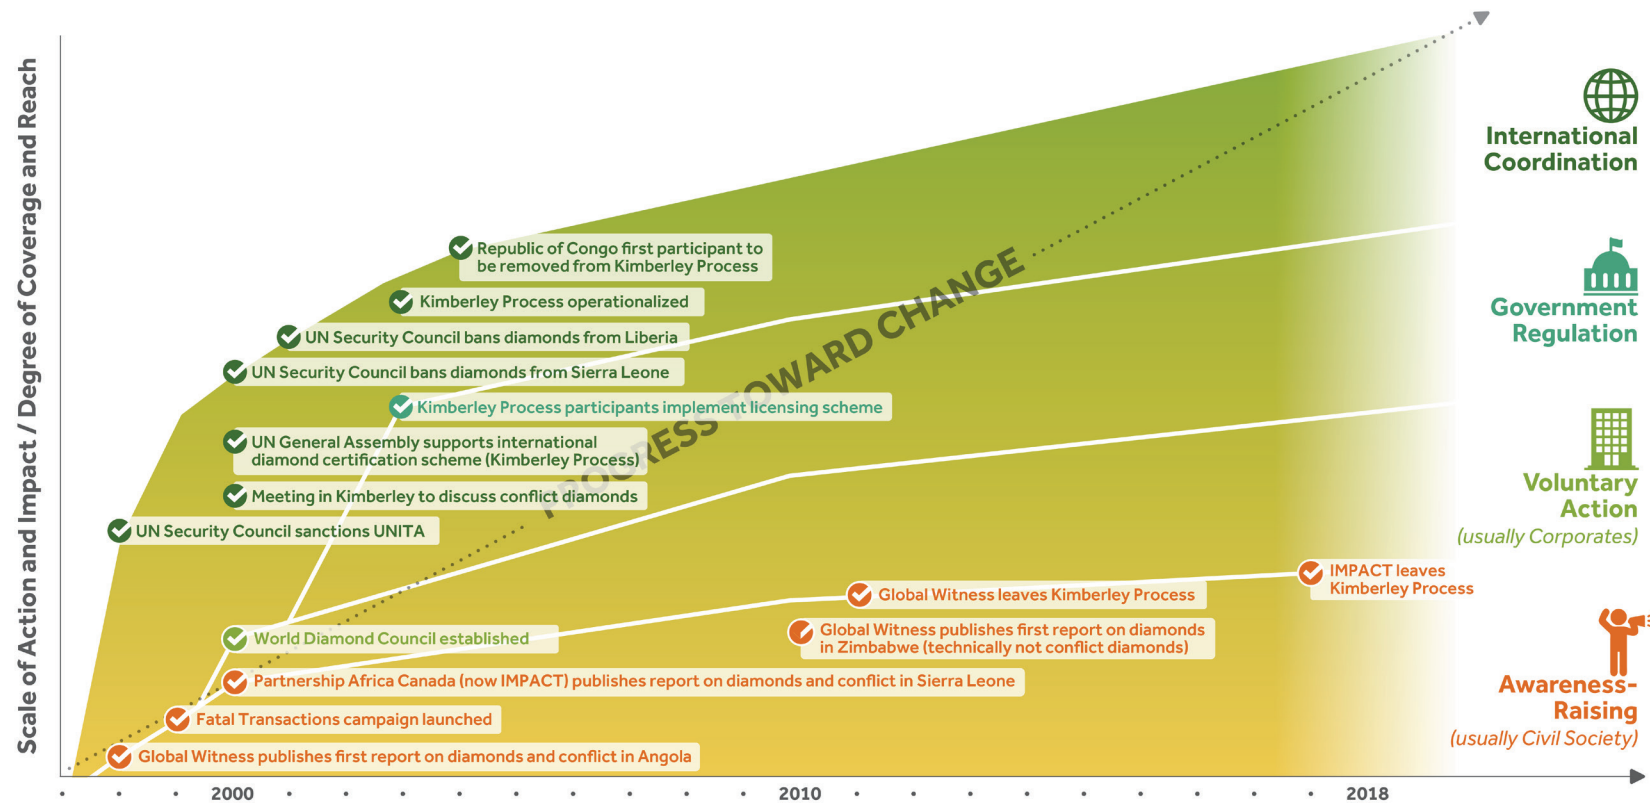 Scale of Action and Impact / Degree of Coverage and Reach
International
Coordination
Republic of Congo first participant to
be removed from Kimberley Process
Kimberley Process operationalized
UN Security Council bans diamonds from Liberia
UN Security Council bans diamonds from Sierra Leone
Kimberley Process participants implement licensing scheme
UN General Assembly supports international
diamond certification scheme (Kimberley Process)
Meeting in Kimberley to discuss conflict diamonds
UN Security Council sanctions UNITA
PROGRESS TOWARD CHANGE
Government
Regulation
Voluntary
Action
(usually Corporates)
IMPACT leaves
Kimberley Process
Global Witness leaves Kimberley Process
Global Witness publishes first report on diamonds
in Zimbabwe (technically not conflict diamonds)
World Diamond Council established
Partnership Africa Canada (now IMPACT) publishes report on diamonds and conflict in Sierra Leone
Fatal Transactions campaign launched
Global Witness publishes first report on diamonds and conflict in Angola
Awareness-
Raising
(usually Civil Society)
2000
2010
2018